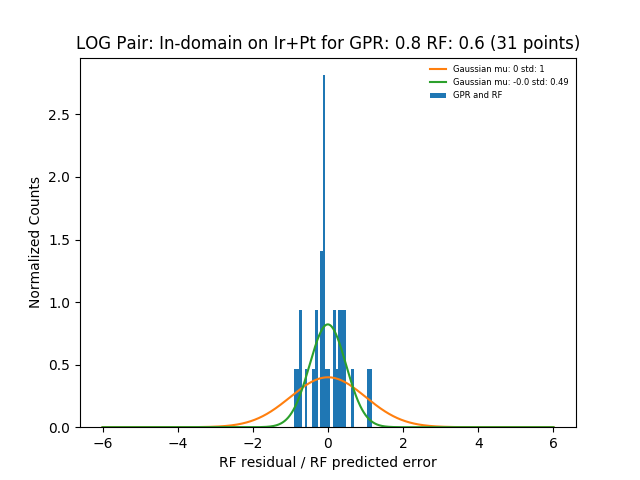 LOG Pair: In-domain on Ir+Pt for GPR: 0.8 RF: 0.6 (31 points)
Gaussian mu: 0 std: 1
Gaussian mu: -0.0 std: 0.49
GPR and RF
Normalized Counts
2.5
2.0
1.5
1.0
0.5
0.0
−6 −4 −2 0 2 4 6
RF residual / RF predicted error